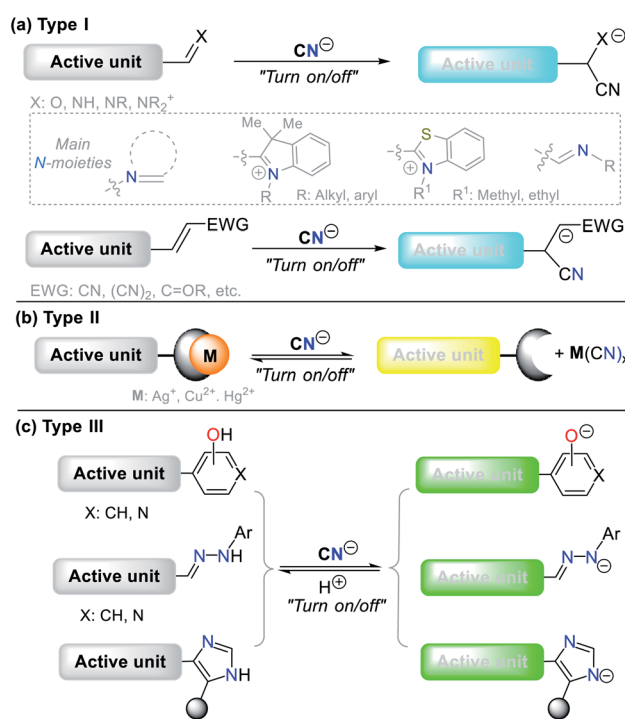 (a) Type I
Active unit
X
CN⊖
"Turn on/off"
Active unit
X⊖
CN
X: O, NH, NR, NR₂⁺
Main
N-moieties
N
Me Me
N
⊕
R
R: Alkyl, aryl
S
N
⊕
R¹
R¹: Methyl, ethyl
N
R
Active unit
EWG
CN⊖
"Turn on/off"
Active unit
⊖
EWG
CN
EWG: CN, (CN)₂, C=OR, etc.
(b) Type II
Active unit
M
CN⊖
"Turn on/off"
Active unit
+ M(CN)ₓ
M: Ag⁺, Cu²⁺. Hg²⁺
(c) Type III
Active unit
OH
X
X: CH, N
Active unit
O⊖
X
Active unit
N
N
H
Ar
X: CH, N
CN⊖
H⊕
"Turn on/off"
Active unit
N
N
⊖
Ar
Active unit
N
NH
Active unit
N
N⊖